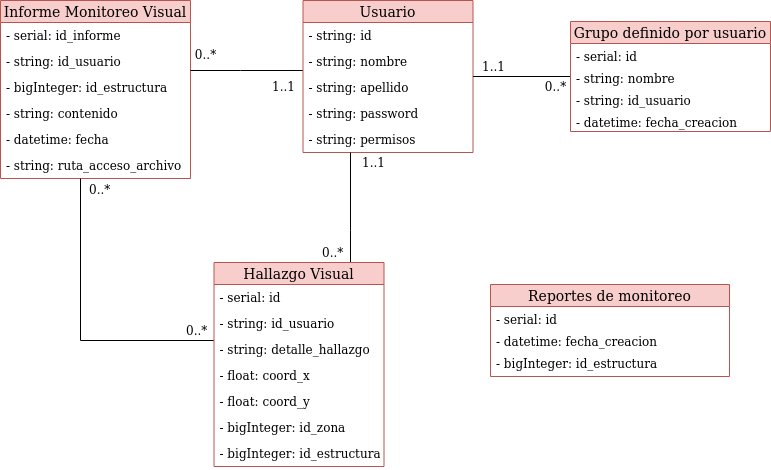 Informe Monitoreo Visual
- serial: id_informe
- string: id_usuario
- bigInteger: id_estructura
- string: contenido
- datetime: fecha
- string: ruta_acceso_archivo
0..*
1..1
Usuario
- string: id
- string: nombre
- string: apellido
- string: password
- string: permisos
1..1
0..*
Grupo definido por usuario
- serial: id
- string: nombre
- string: id_usuario
- datetime: fecha_creacion
0..*
1..1
0..*
0..*
Hallazgo Visual
- serial: id
- string: id_usuario
- string: detalle_hallazgo
- float: coord_x
- float: coord_y
- bigInteger: id_zona
- bigInteger: id_estructura
Reportes de monitoreo
- serial: id
- datetime: fecha_creacion
- bigInteger: id_estructura